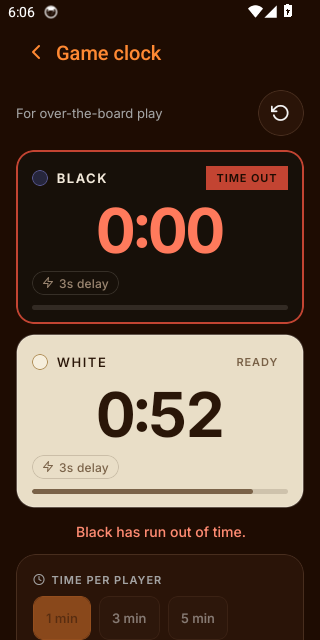 6:06
Game clock
For over-the-board play
BLACK
TIME OUT
0:00
3s delay
WHITE
READY
0:52
3s delay
Black has run out of time.
TIME PER PLAYER
1 min
3 min
5 min